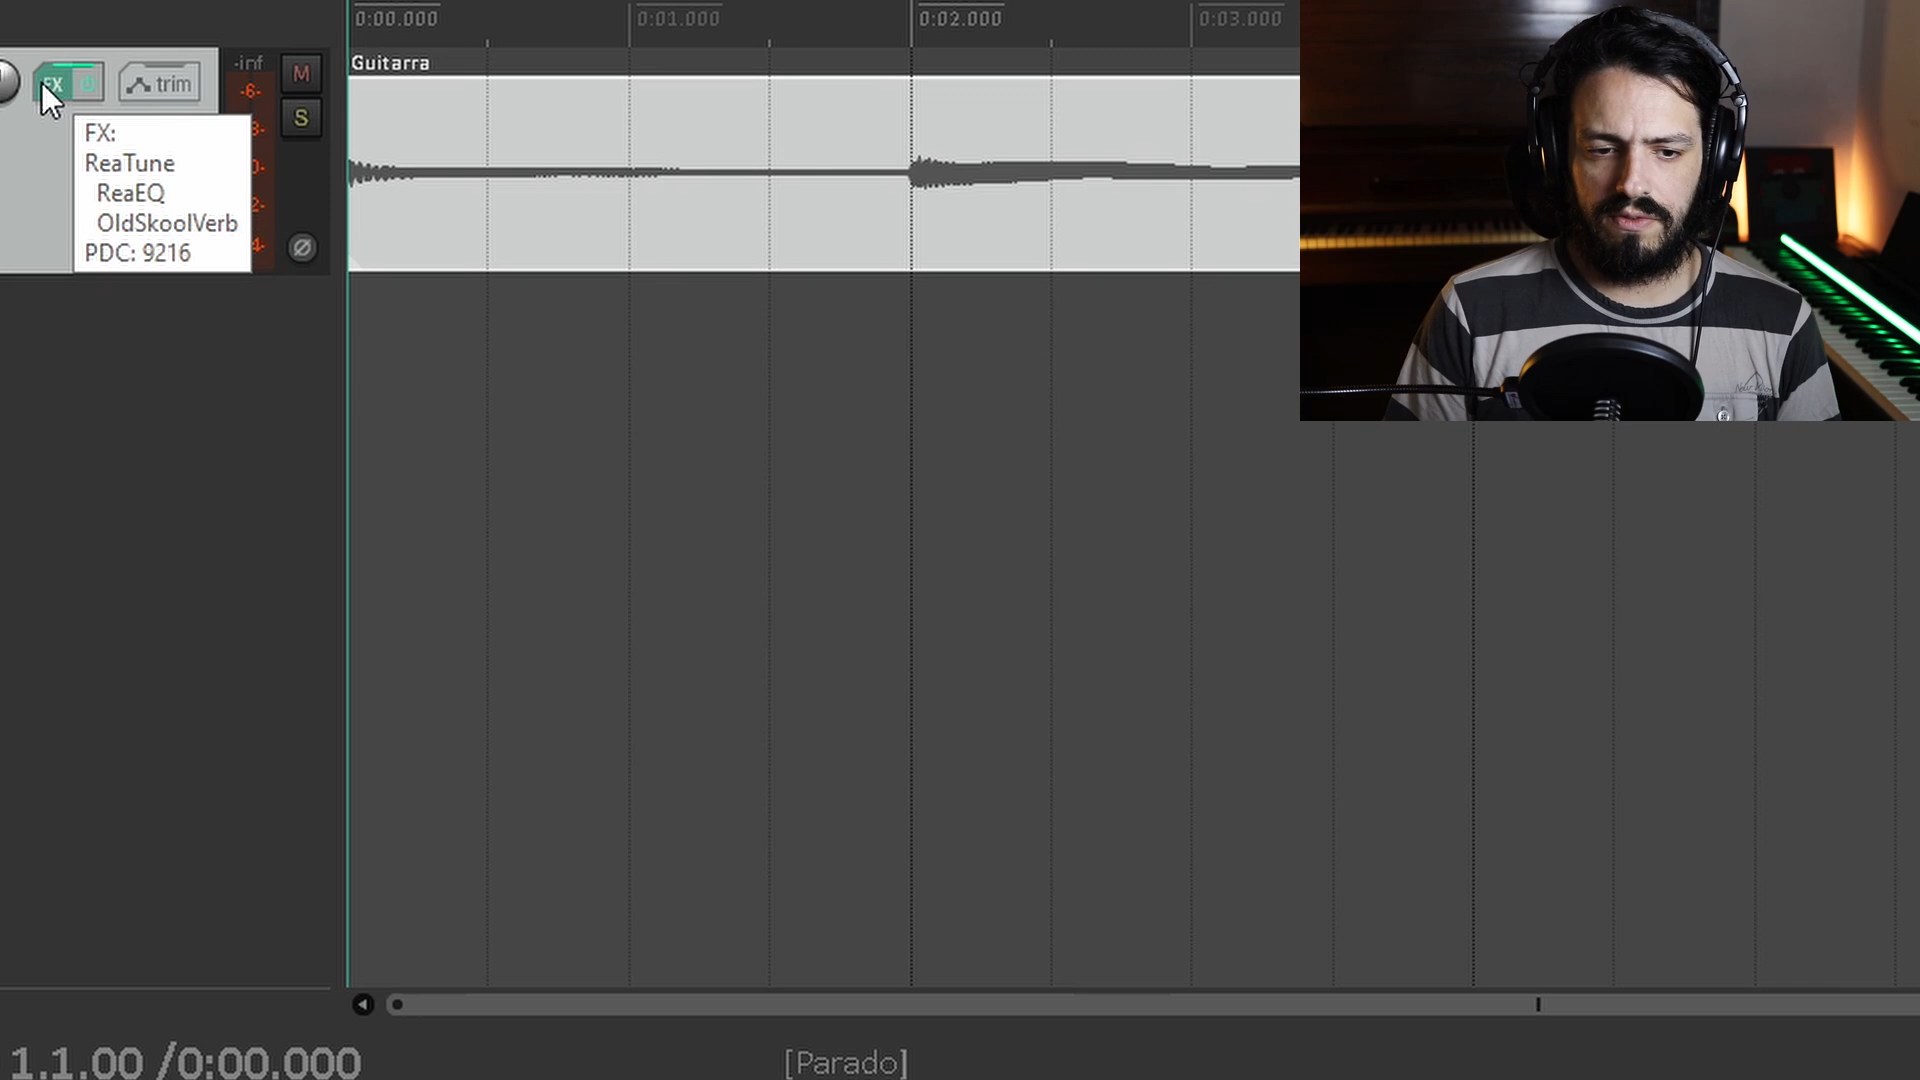 0:00.000 0:01.000 0:02.000 0:03.000
Guitarra
-inf
M
FX trim
-6-
S
FX:
ReaTune
ReaEQ
OldSkoolVerb
PDC: 9216
1.1.00 /0:00.000
[Parado]